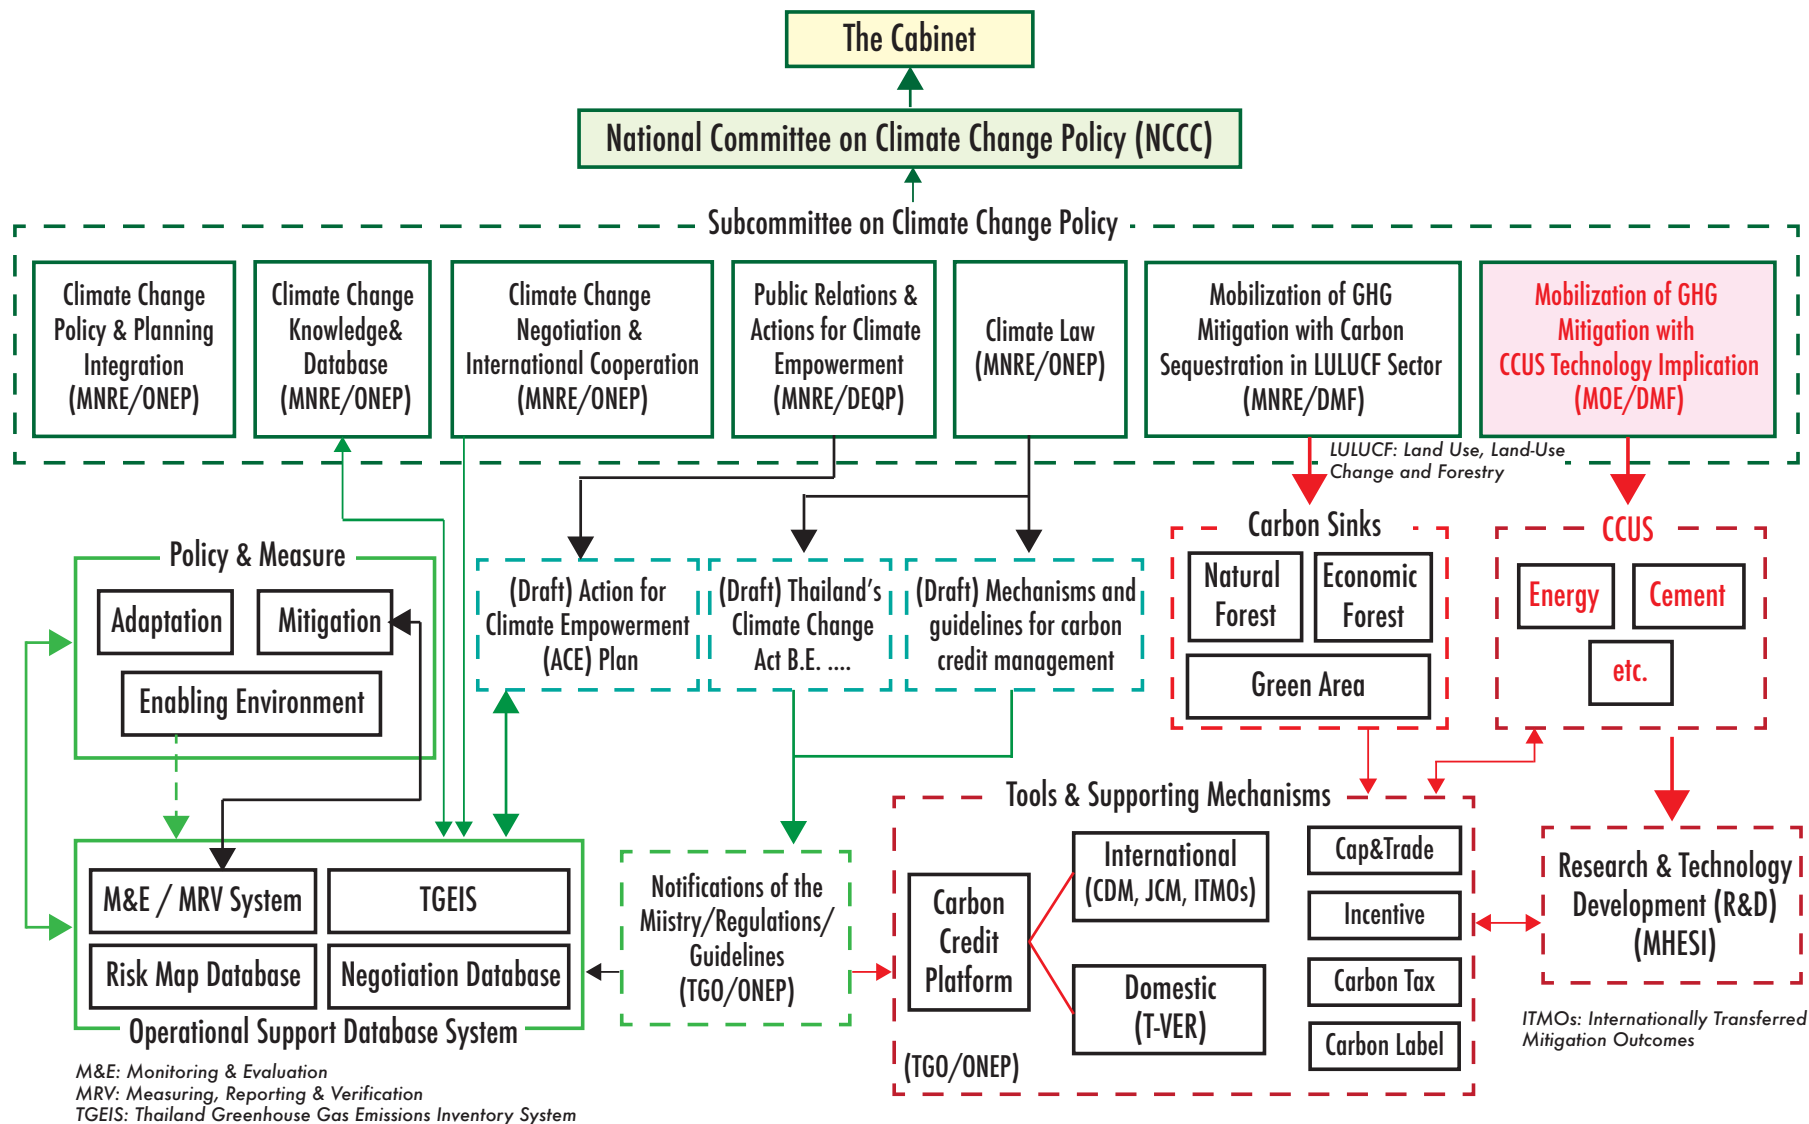 The Cabinet
National Committee on Climate Change Policy (NCCC)
Subcommittee on Climate Change Policy
Climate Change
Policy & Planning
Integration
(MNRE/ONEP)
Climate Change
Knowledge&
Database
(MNRE/ONEP)
Climate Change
Negotiation &
International Cooperation
(MNRE/ONEP)
Public Relations &
Actions for Climate
Empowerment
(MNRE/DEQP)
Climate Law
(MNRE/ONEP)
Mobilization of GHG
Mitigation with Carbon
Sequestration in LULUCF Sector
(MNRE/DMF)
Mobilization of GHG
Mitigation with
CCUS Technology Implication
(MOE/DMF)
LULUCF: Land Use, Land-Use
Change and Forestry
Policy & Measure
Adaptation
Mitigation
Enabling Environment
(Draft) Action for
Climate Empowerment
(ACE) Plan
(Draft) Thailand's
Climate Change
Act B.E. ....
(Draft) Mechanisms and
guidelines for carbon
credit management
Carbon Sinks
Natural
Forest
Economic
Forest
Green Area
CCUS
Energy
Cement
etc.
M&E / MRV System
TGEIS
Risk Map Database
Negotiation Database
Operational Support Database System
Notifications of the
Miistry/Regulations/
Guidelines
(TGO/ONEP)
Tools & Supporting Mechanisms
Carbon
Credit
Platform
International
(CDM, JCM, ITMOs)
Domestic
(T-VER)
Cap&Trade
Incentive
Carbon Tax
Carbon Label
(TGO/ONEP)
Research & Technology
Development (R&D)
(MHESI)
ITMOs: Internationally Transferred
Mitigation Outcomes
M&E: Monitoring & Evaluation
MRV: Measuring, Reporting & Verification
TGEIS: Thailand Greenhouse Gas Emissions Inventory System